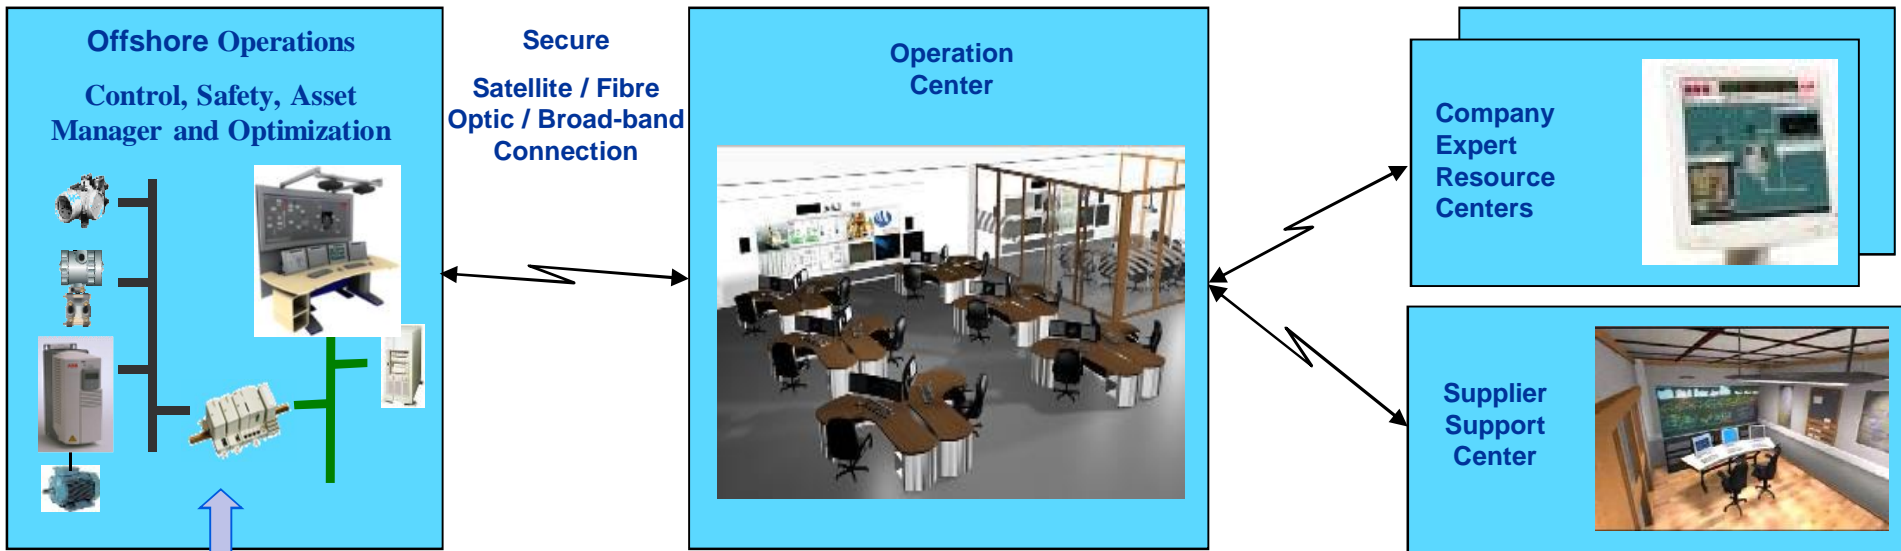 Offshore Operations
Control, Safety, Asset
Manager and Optimization
Secure
Satellite / Fibre
Optic / Broad-band
Connection
Operation
Center
Company
Expert
Resource
Centers
Supplier
Support
Center